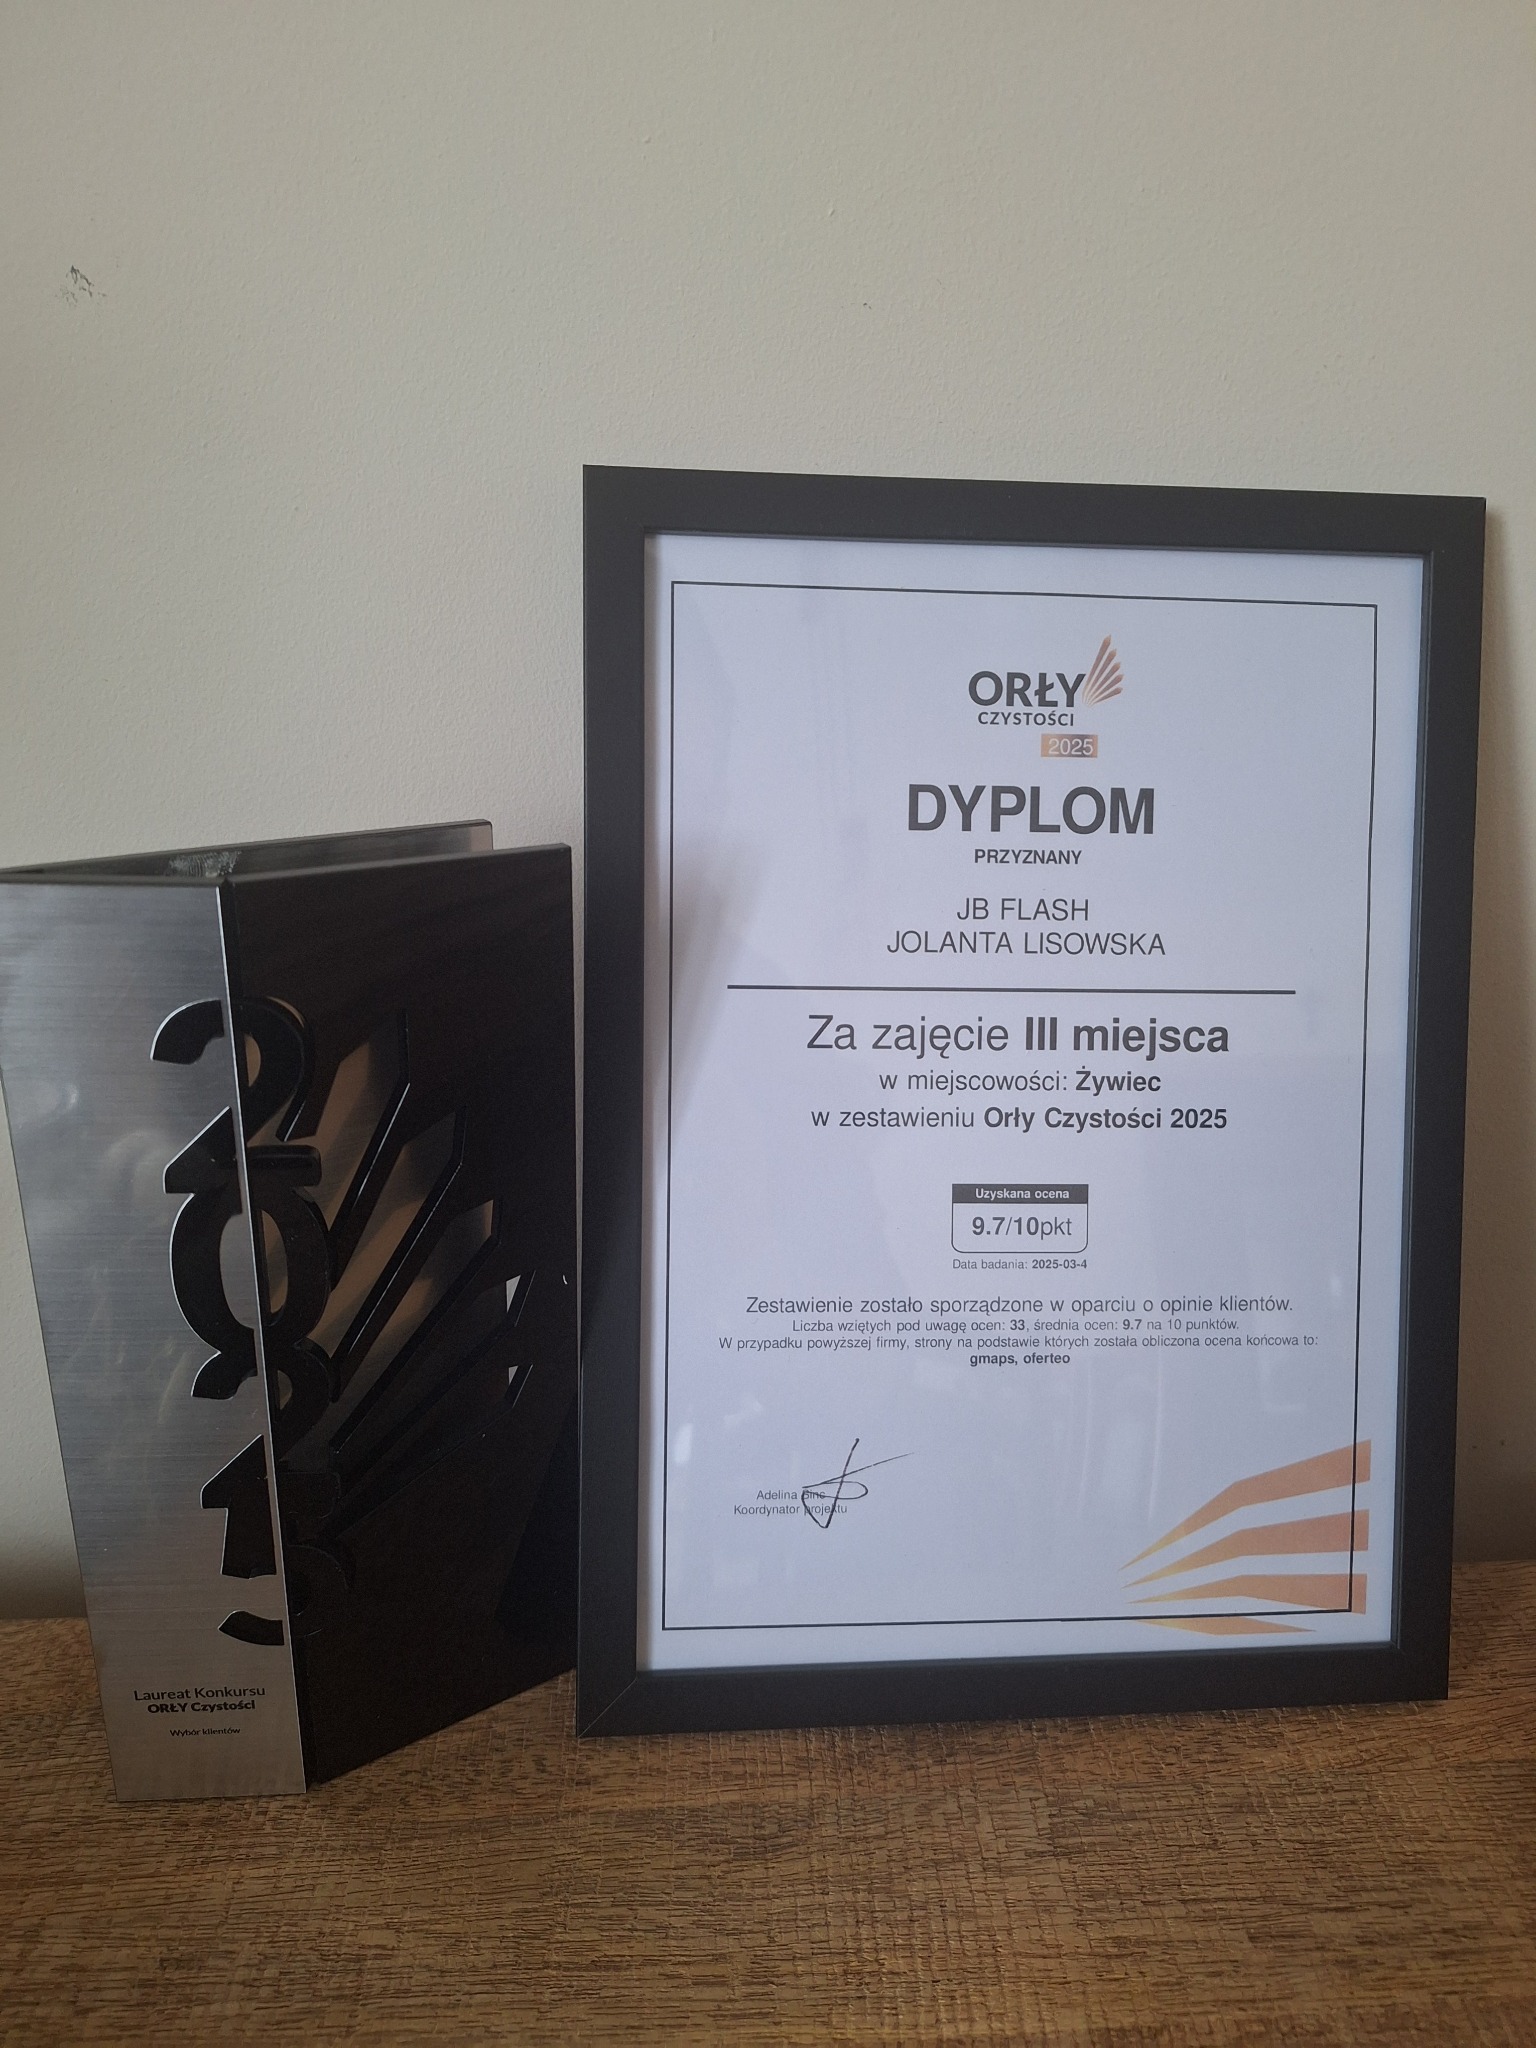 ORŁY
CZYSTOŚCI
2025
DYPLOM
PRZYZNANY
JB FLASH
JOLANTA LISOWSKA
Za zajęcie III miejsca
w miejscowości: Żywiec
w zestawieniu Orły Czystości 2025
Uzyskana ocena
9.7/10pkt
Data badania: 2025-03-4
Zestawienie zostało sporządzone w oparciu o opinie klientów.
Liczba wziętych pod uwagę ocen: 33, średnia ocen: 9.7 na 10 punktów.
W przypadku powyższej firmy, strony na podstawie których została obliczona ocena końcowa to:
gmaps, oferteo
Adelina
Koordynator projektu
2025
Laureat Konkursu
ORŁY Czystości
Wybór klientów